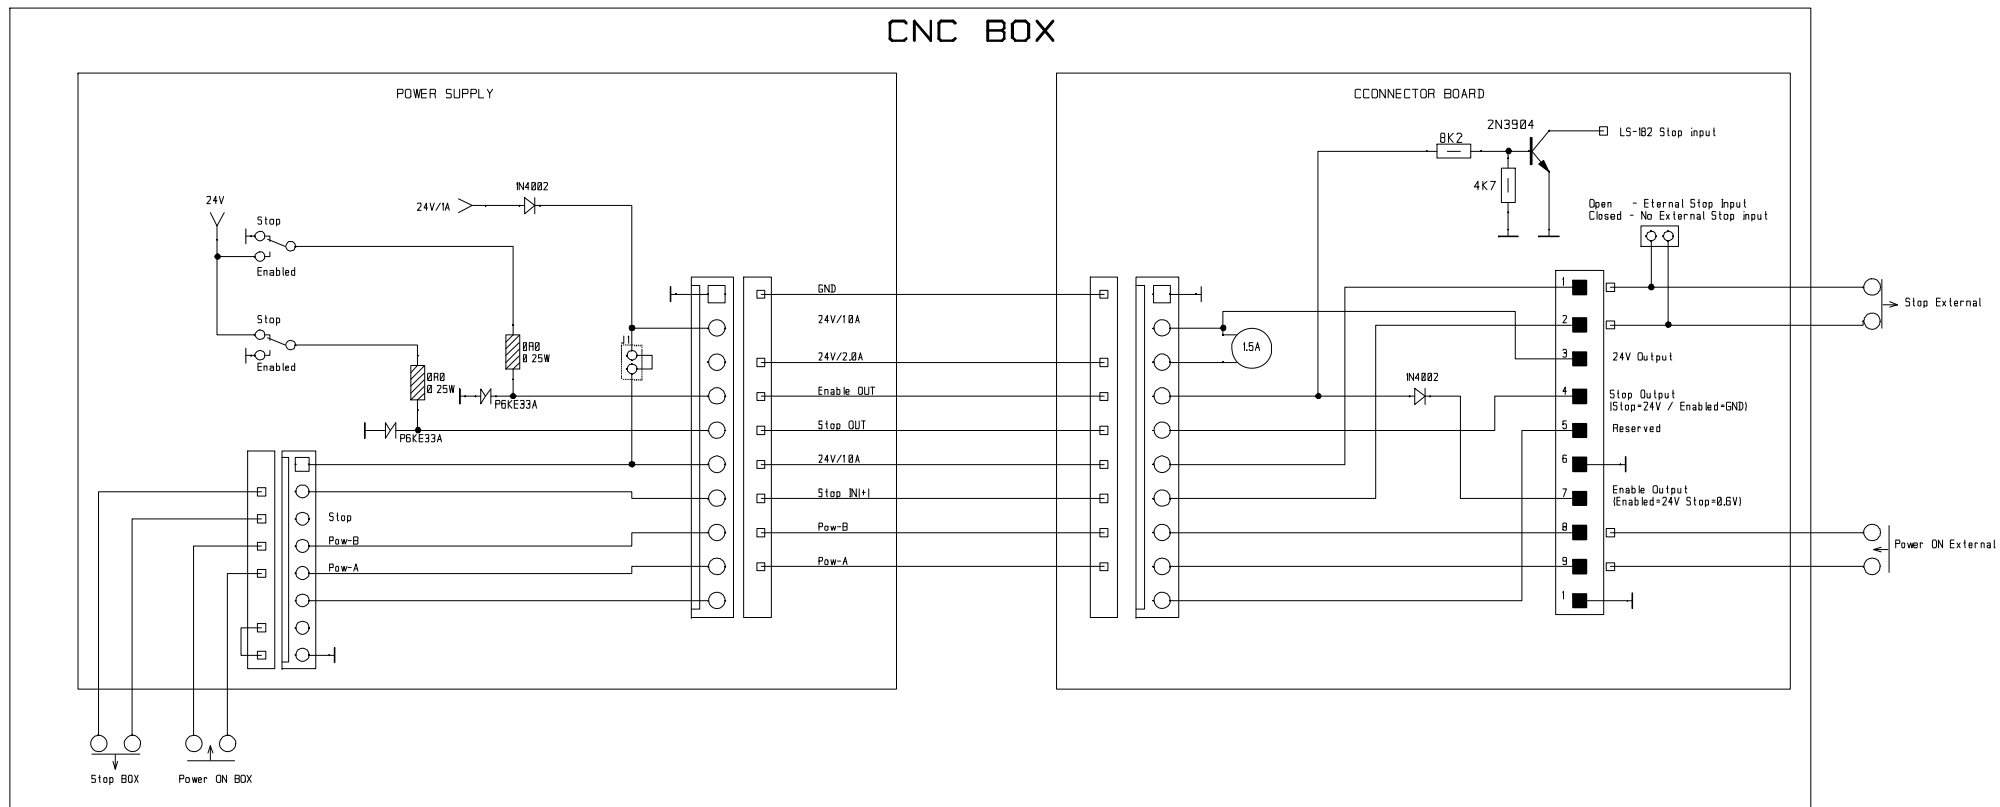 CNC BOX
POWER SUPPLY
24V
Stop
Enabled
Stop
Enabled
24V/1A
1N4002
0R0
0 25W
0R0
0 25W
P6KE33A
P6KE33A
Stop
Pow-B
Pow-A
Stop BOX
Power ON BOX
GND
24V/10A
24V/2.0A
Enable OUT
Stop OUT
24V/10A
Stop IN(+)
Pow-B
Pow-A
CCONNECTOR BOARD
8K2
2N3904
LS-182 Stop input
4K7
Open - Eternal Stop Input
Closed - No External Stop input
1.5A
1N4002
1
2
3
4
5
6
7
8
9
1
24V Output
Stop Output
(Stop=24V / Enabled=GND)
Reserved
Enable Output
(Enabled=24V Stop=0.6V)
Stop External
Power ON External